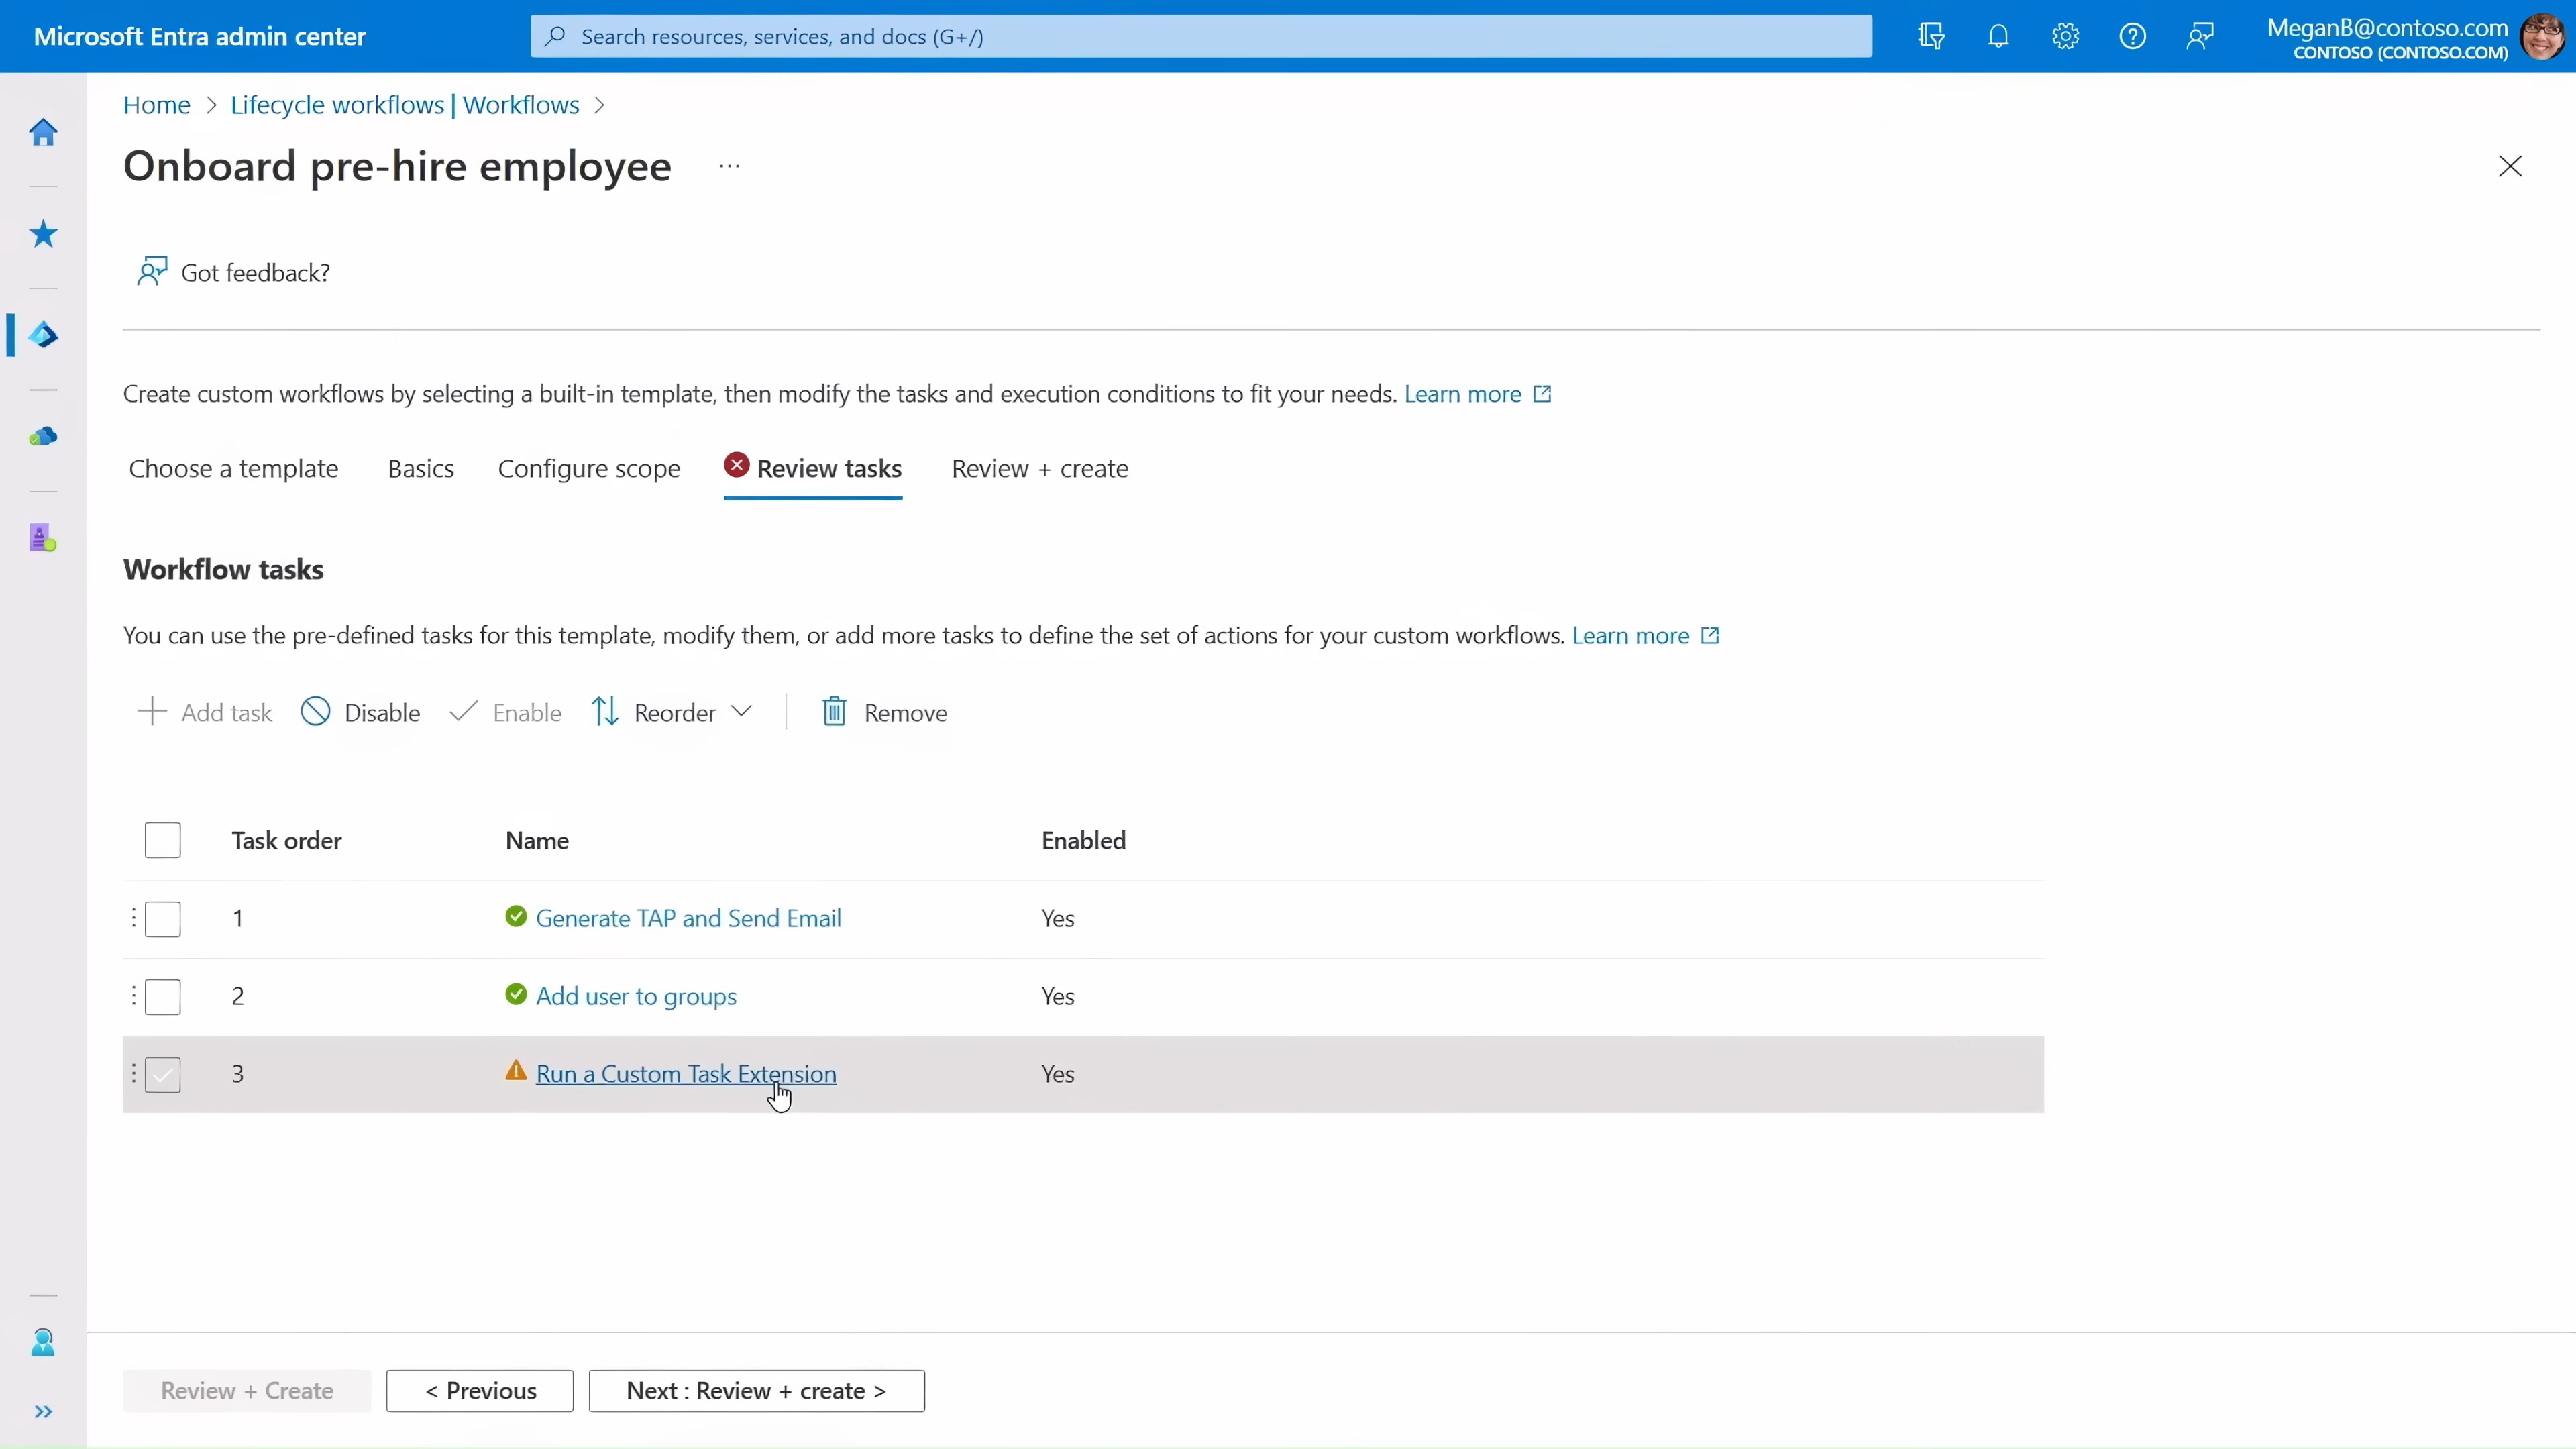 Microsoft Entra admin center
Search resources, services, and docs (G+/)
MeganB@contoso.com
CONTOSO (CONTOSO.COM)
Home > Lifecycle workflows | Workflows >
Onboard pre-hire employee ...
Got feedback?
Create custom workflows by selecting a built-in template, then modify the tasks and execution conditions to fit your needs. Learn more
Choose a template Basics Configure scope Review tasks Review + create
Workflow tasks
You can use the pre-defined tasks for this template, modify them, or add more tasks to define the set of actions for your custom workflows. Learn more
Add task Disable Enable Reorder Remove
Task order Name Enabled
1 Generate TAP and Send Email Yes
2 Add user to groups Yes
3 Run a Custom Task Extension Yes
Review + Create < Previous Next : Review + create >